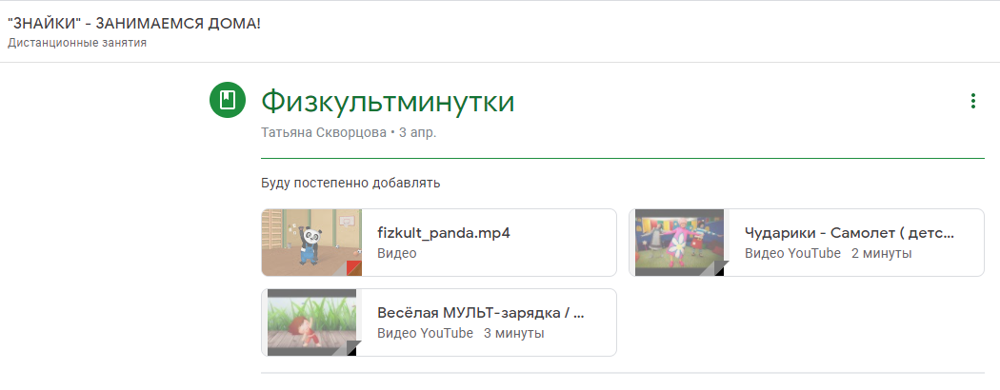 "ЗНАЙКИ" - ЗАНИМАЕМСЯ ДОМА!
Дистанционные занятия
Физкультминутки
Татьяна Скворцова • 3 апр.
Буду постепенно добавлять
fizkult_panda.mp4
Видео
Чударики - Самолет ( детс...
Видео YouTube 2 минуты
Весёлая МУЛЬТ-зарядка / ...
Видео YouTube 3 минуты